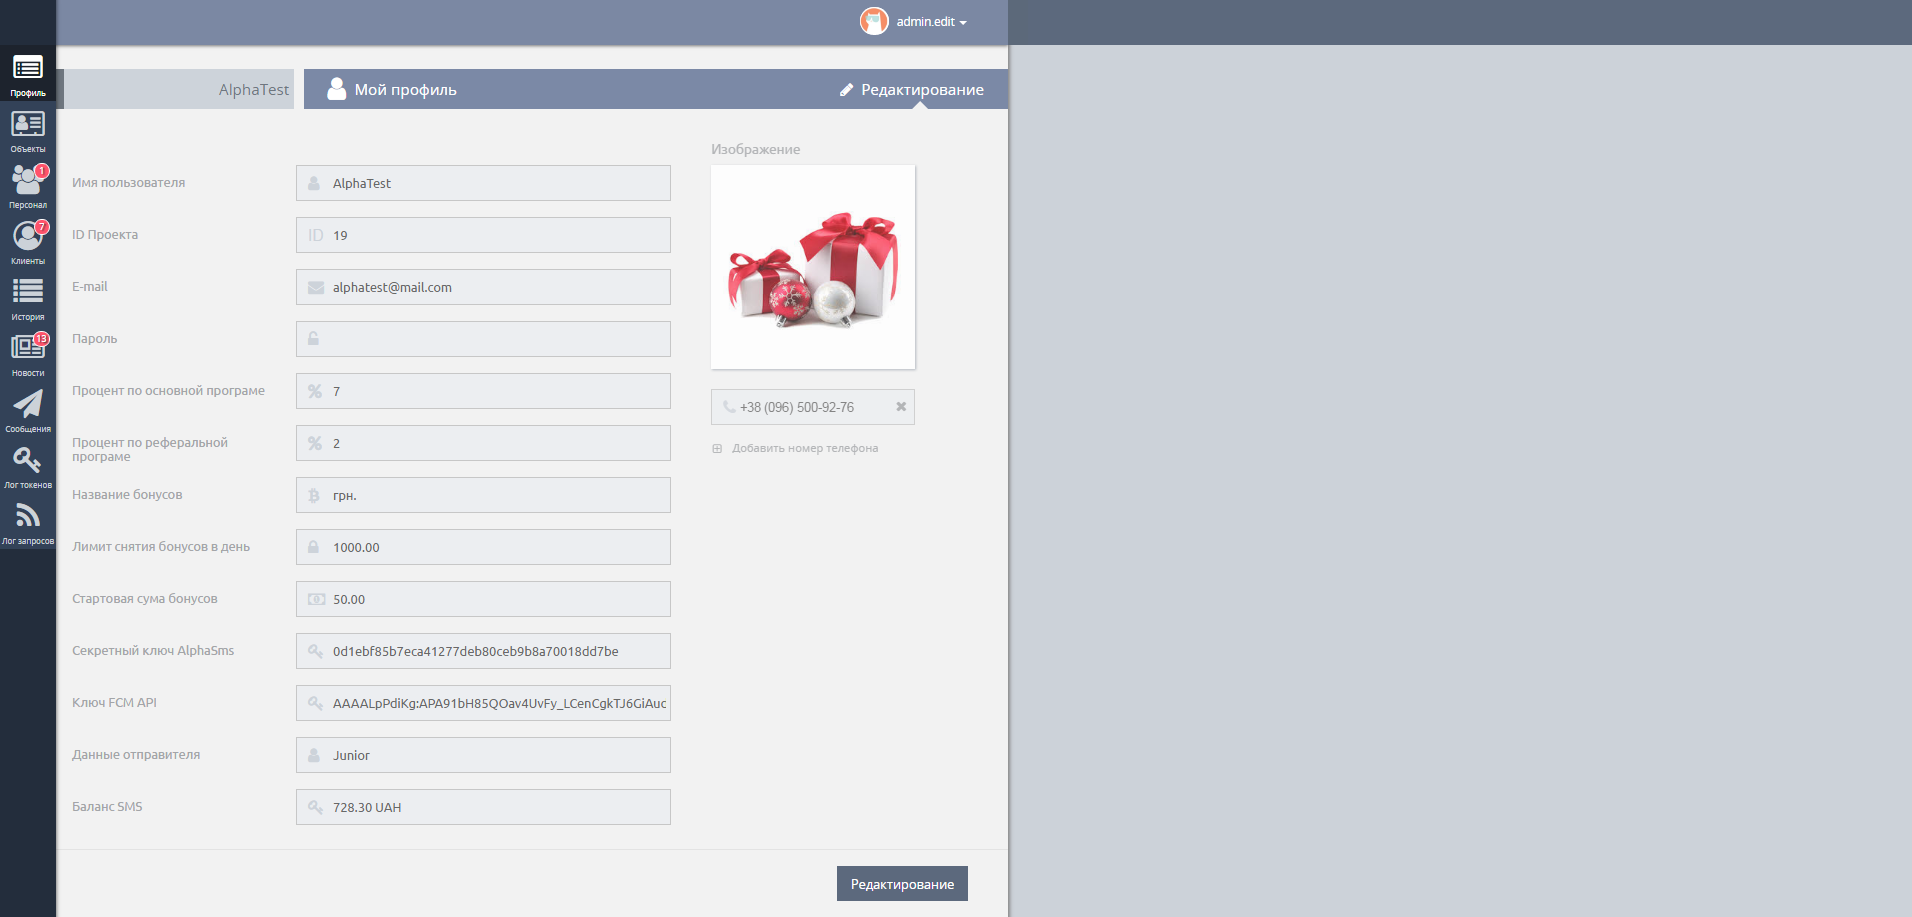 admin.edit
Профиль
Объекты
1
Персонал
7
Клиенты
История
13
Новости
Сообщения
Лог токенов
Лог запросов
AlphaTest
Мой профиль
Редактирование
Имя пользователя
AlphaTest
ID Проекта
ID 19
E-mail
alphatest@mail.com
Пароль
Процент по основной програме
% 7
Процент по реферальной
програме
% 2
Название бонусов
грн.
Лимит снятия бонусов в день
1000.00
Стартовая сума бонусов
50.00
Секретный ключ AlphaSms
0d1ebf85b7eca41277deb80ceb9b8a70018dd7be
Ключ FCM API
AAAALpPdiKg:APA91bH85QOav4UvFy_LCenCgkTJ6GiAuc
Данные отправителя
Junior
Баланс SMS
728.30 UAH
Изображение
+38 (096) 500-92-76
Добавить номер телефона
Редактирование